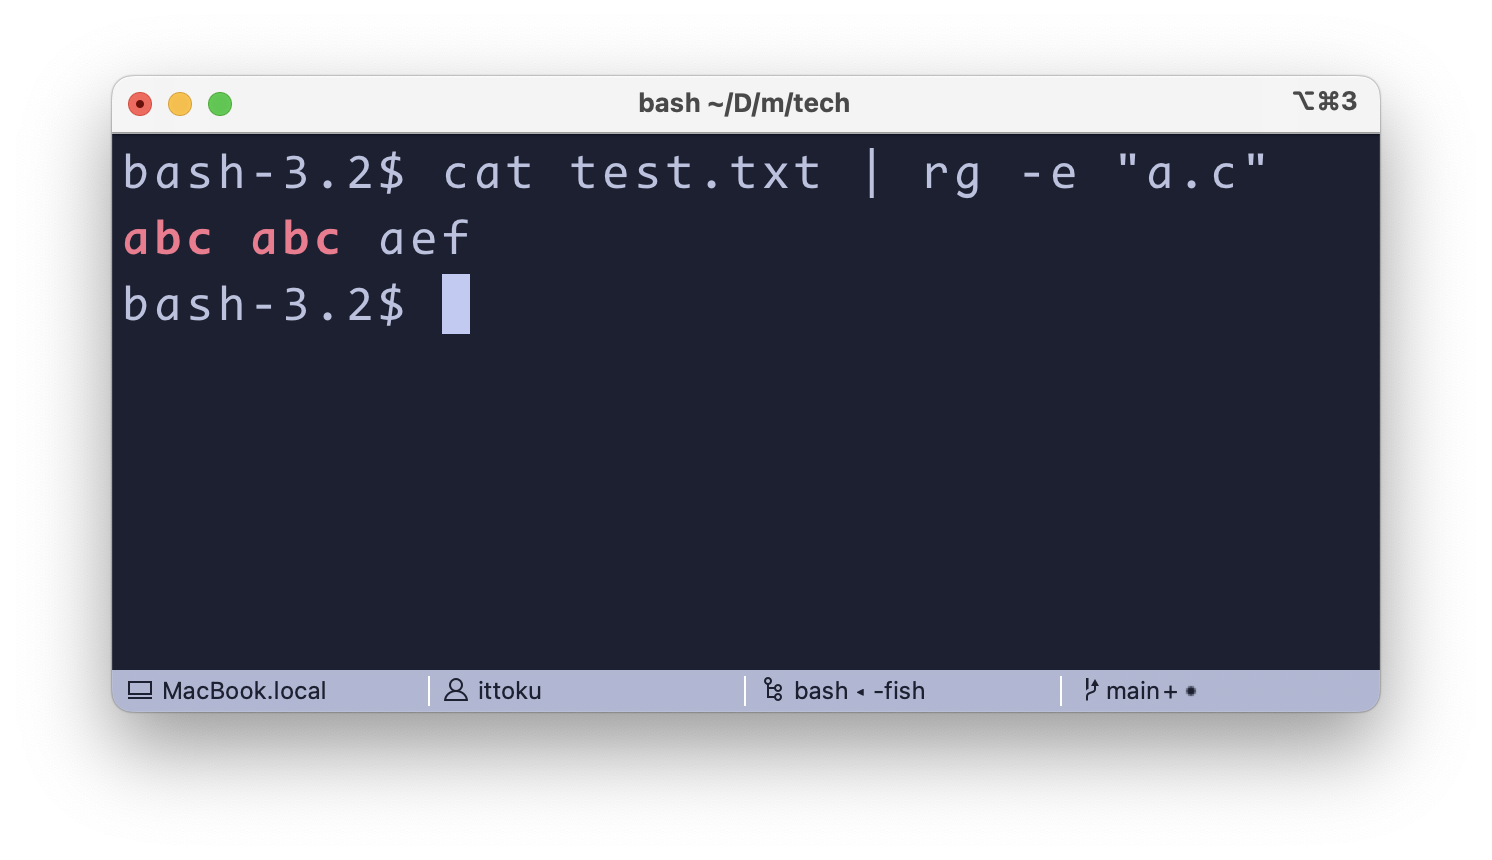 bash ~/D/m/tech ⌥⌘3
bash-3.2$ cat test.txt | rg -e "a.c"
abc abc aef
bash-3.2$
MacBook.local ittoku bash ◂ -fish main+ ●